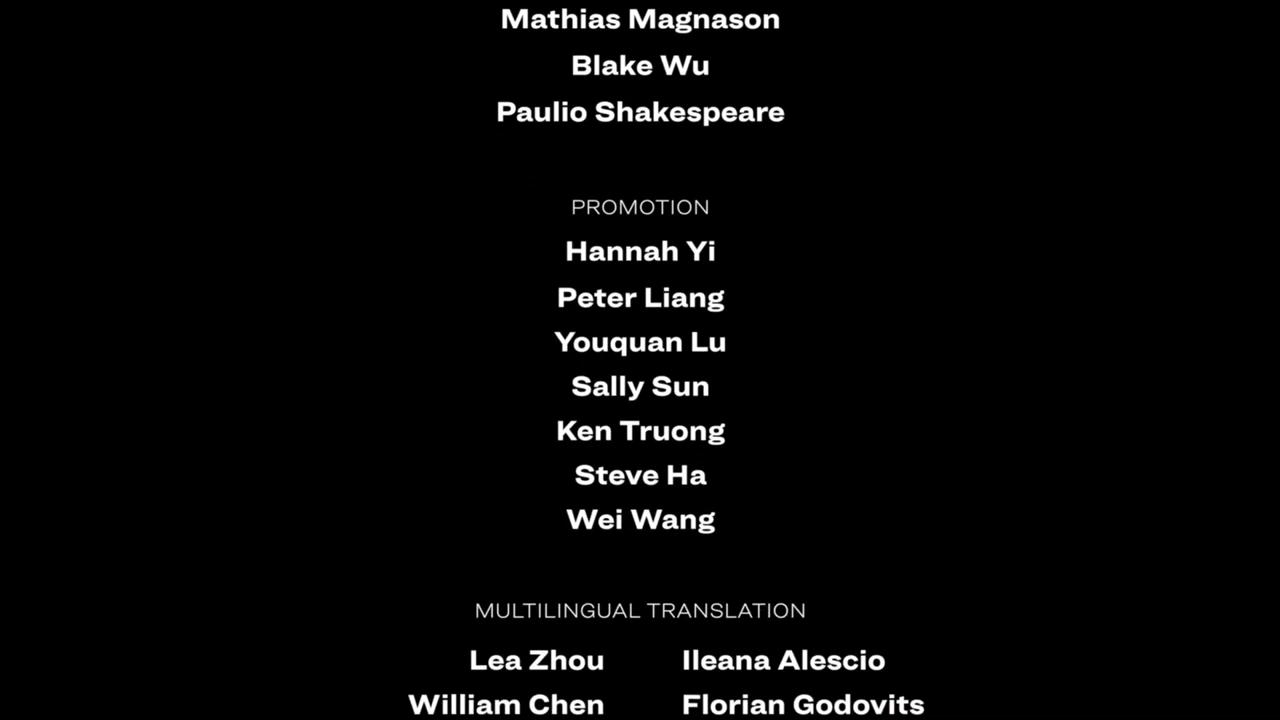 Mathias Magnason
Blake Wu
Paulio Shakespeare
PROMOTION
Hannah Yi
Peter Liang
Youquan Lu
Sally Sun
Ken Truong
Steve Ha
Wei Wang
MULTILINGUAL TRANSLATION
Lea Zhou Ileana Alescio
William Chen Florian Godovits